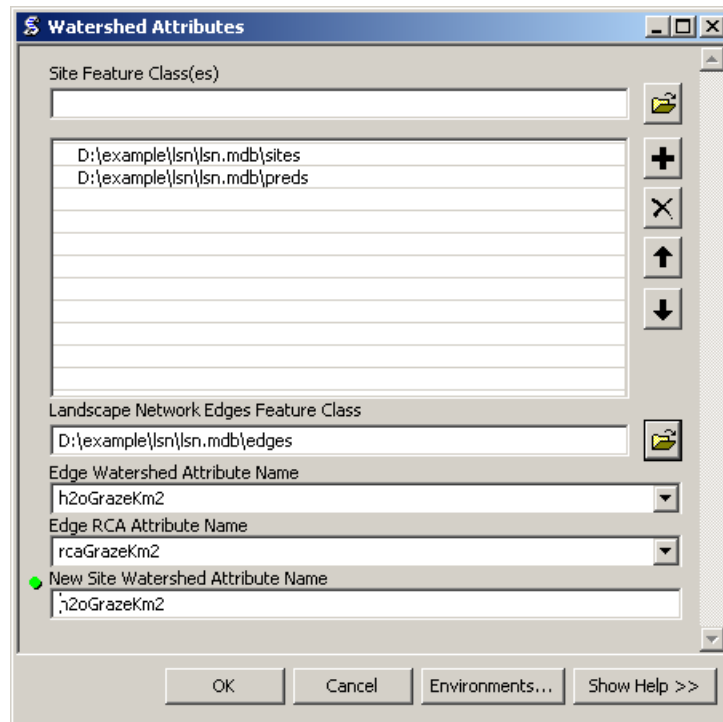 Watershed Attributes
Site Feature Class(es)
D:\example\lsn\lsn.mdb\sites
D:\example\lsn\lsn.mdb\preds
Landscape Network Edges Feature Class
D:\example\lsn\lsn.mdb\edges
Edge Watershed Attribute Name
h2oGrazeKm2
Edge RCA Attribute Name
rcaGrazeKm2
New Site Watershed Attribute Name
h2oGrazeKm2
OK
Cancel
Environments...
Show Help >>